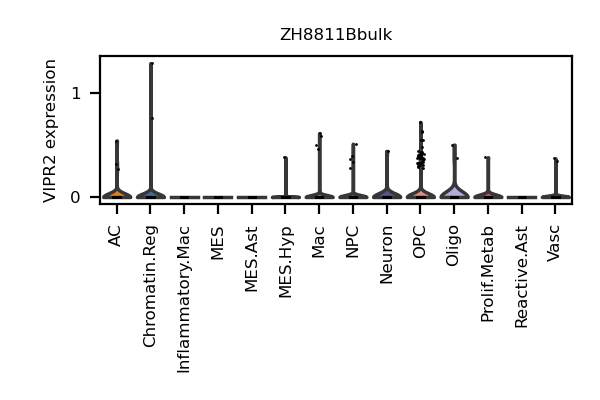 ZH8811Bbulk
VIPR2 expression
1
0
AC
Chromatin.Reg
Inflammatory.Mac
MES
MES.Ast
MES.Hyp
Mac
NPC
Neuron
OPC
Oligo
Prolif.Metab
Reactive.Ast
Vasc